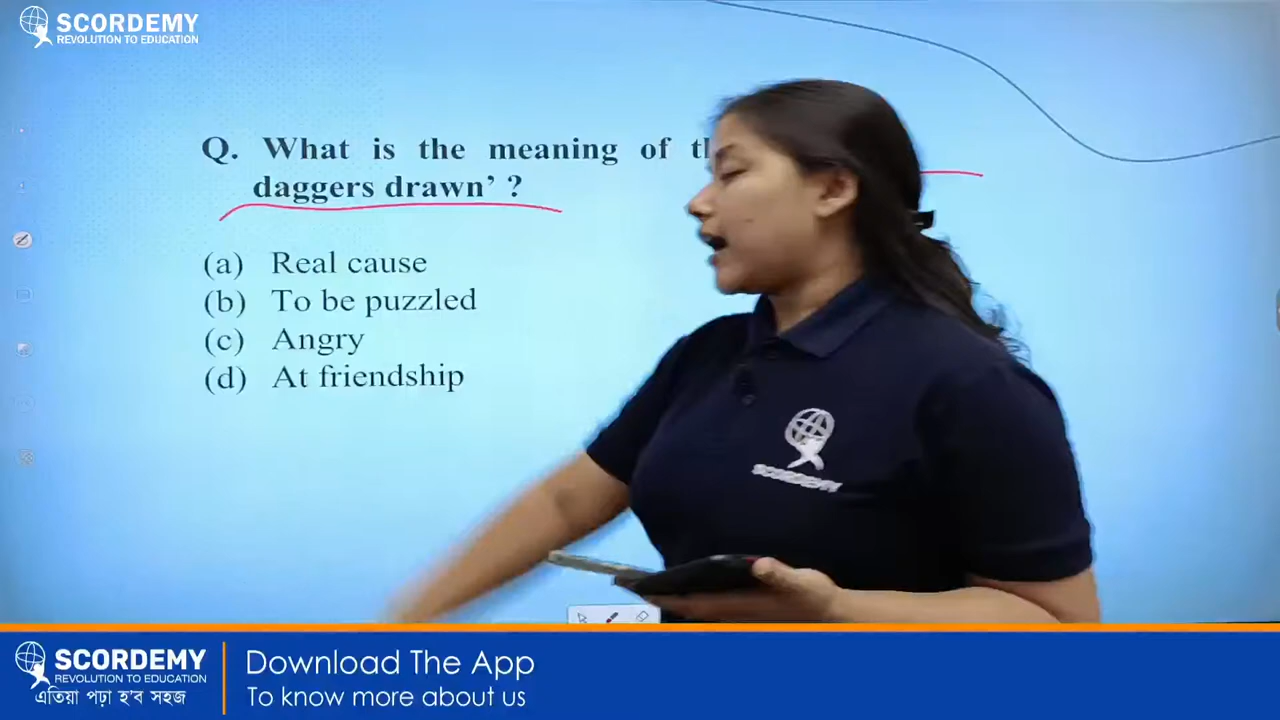 SCORDEMY
REVOLUTION TO EDUCATION
Q. What is the meaning of
daggers drawn' ?
(a) Real cause
(b) To be puzzled
(c) Angry
(d) At friendship
SCORDEMY
SCORDEMY
REVOLUTION TO EDUCATION
এতিয়া পঢ়া হ'ব সহজ
Download The App
To know more about us